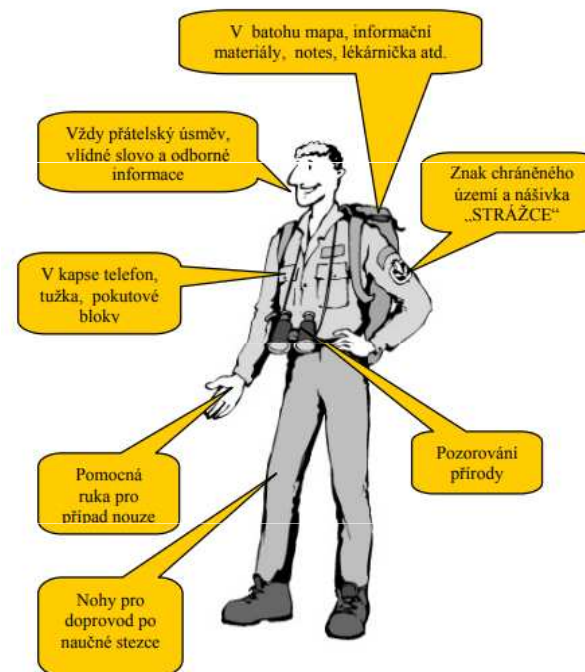 V batohu mapa, informační
materiály, notes, lékárnička atd.
Vždy přátelský úsměv,
vlídné slovo a odborné
informace
Znak chráněného
území a nášivka
„STRÁŽCE“
V kapse telefon,
tužka, pokutové
bloky
Pozorování
přírody
Pomocná
ruka pro
případ nouze
Nohy pro
doprovod po
naučné stezce